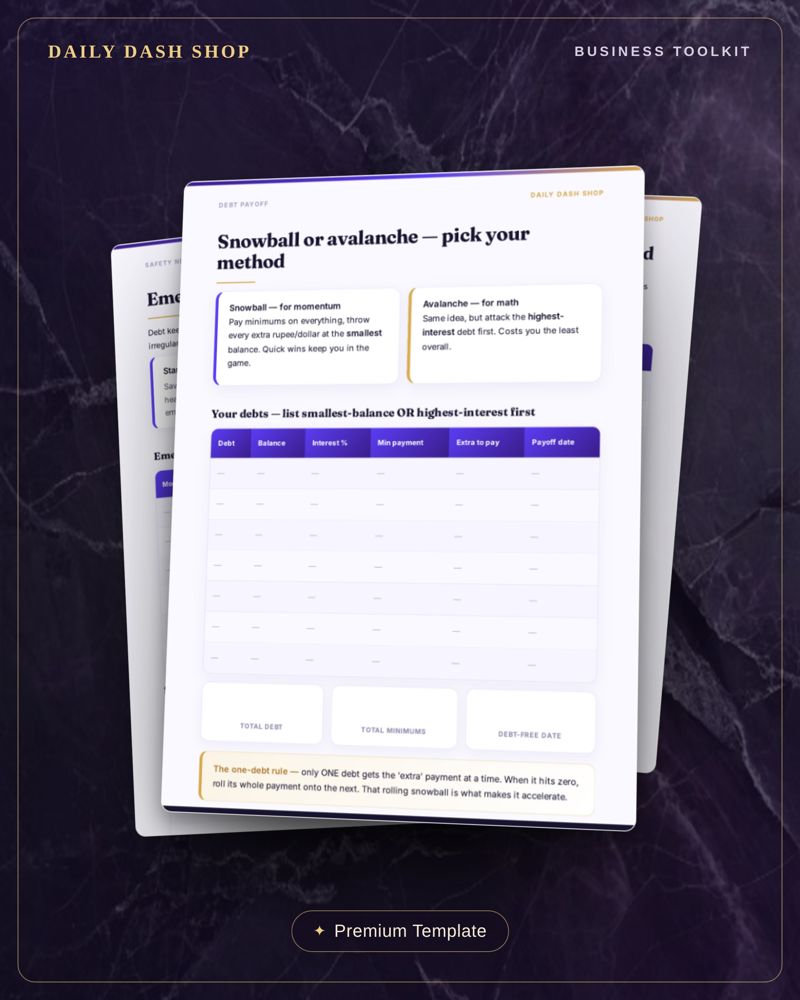 DAILY DASH SHOP
BUSINESS TOOLKIT
DEBT PAYOFF
DAILY DASH SHOP
Snowball or avalanche — pick your
method
Snowball — for momentum
Pay minimums on everything, throw
every extra rupee/dollar at the smallest
balance. Quick wins keep you in the
game.
Avalanche — for math
Same idea, but attack the highest-
interest debt first. Costs you the least
overall.
Your debts — list smallest-balance OR highest-interest first
Debt Balance Interest % Min payment Extra to pay Payoff date
— — — — — —
— — — — — —
— — — — — —
— — — — — —
— — — — — —
— — — — — —
— — — — — —
TOTAL DEBT
TOTAL MINIMUMS
DEBT-FREE DATE
The one-debt rule — only ONE debt gets the 'extra' payment at a time. When it hits zero,
roll its whole payment onto the next. That rolling snowball is what makes it accelerate.
SAFETY
Debt
SHOP
✦ Premium Template